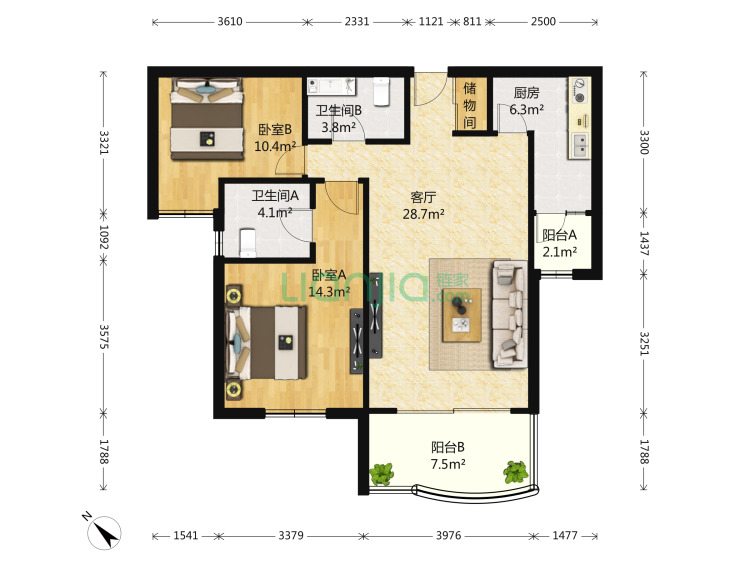 3610 2331 1121 811 2500
3321
1092
3575
1788
3300
1437
3251
1788
卧室B
10.4m²
卫生间B
3.8m²
储物间
厨房
6.3m²
卫生间A
4.1m²
客厅
28.7m²
阳台A
2.1m²
卧室A
14.3m²
Lianjia.com
链家
阳台B
7.5m²
N
1541 3379 3976 1477